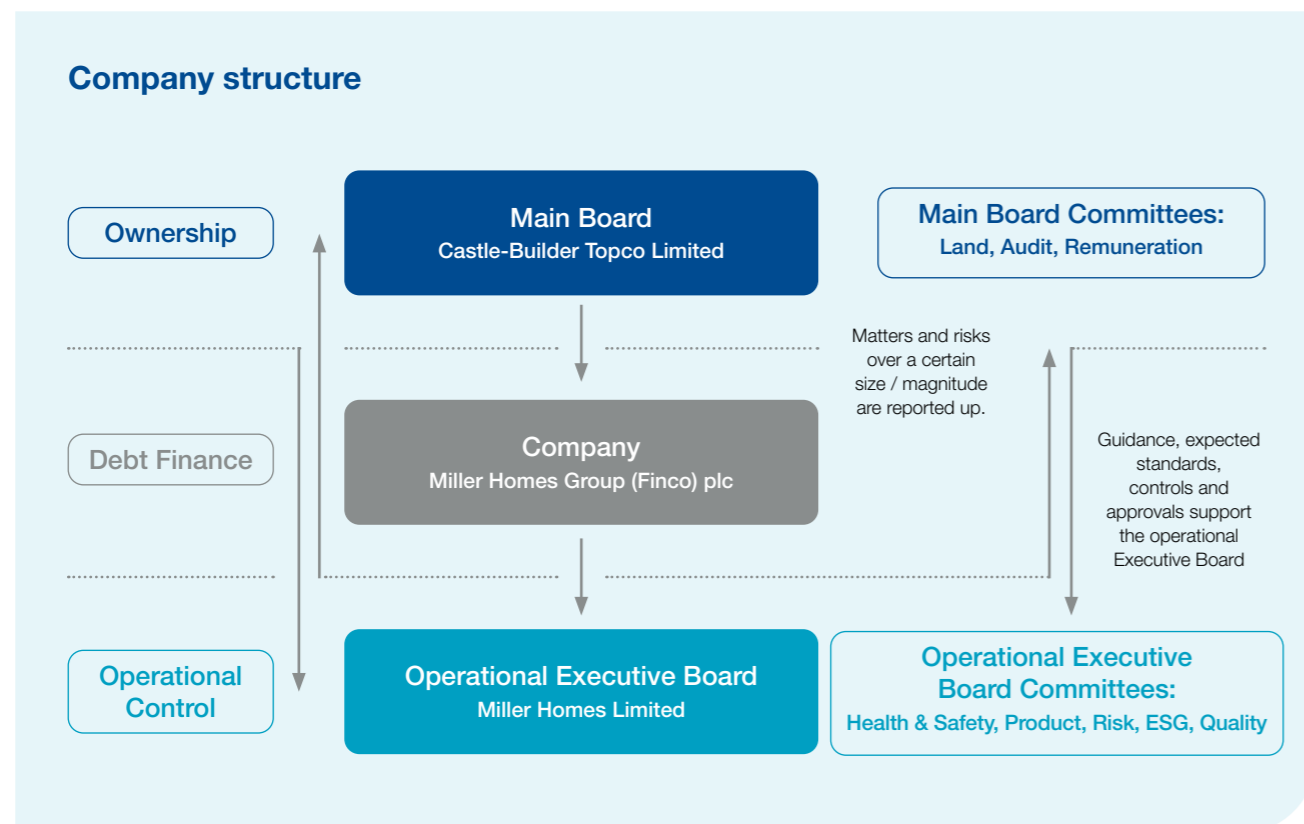 Company structure
Ownership
Main Board
Castle-Builder Topco Limited
Main Board Committees:
Land, Audit, Remuneration
Matters and risks
over a certain
size / magnitude
are reported up.
Debt Finance
Company
Miller Homes Group (Finco) plc
Guidance, expected
standards,
controls and
approvals support
the operational
Executive Board
Operational
Control
Operational Executive Board
Miller Homes Limited
Operational Executive
Board Committees:
Health & Safety, Product, Risk, ESG, Quality